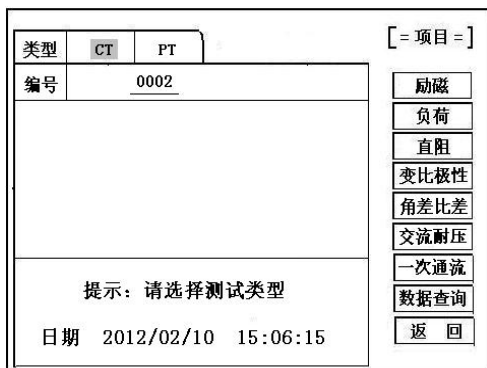 类型 CT PT
编号 0002
提示：请选择测试类型
日期 2012/02/10 15:06:15
[=项目=]
励磁
负荷
直阻
变比极性
角差比差
交流耐压
一次通流
数据查询
返 回